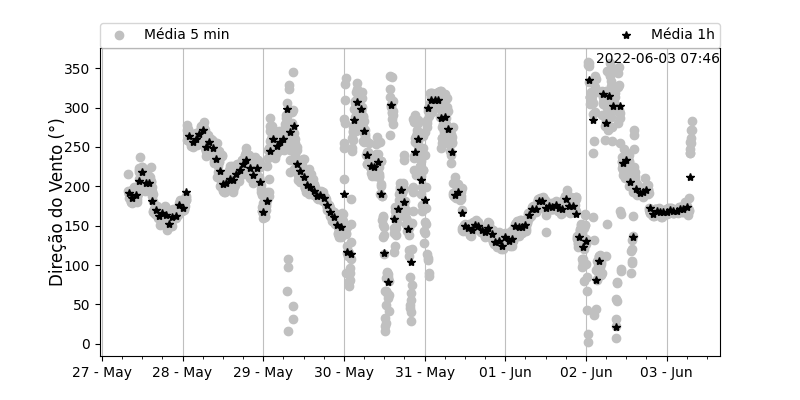 Média 5 min
Média 1h
2022-06-03 07:46
Direção do Vento (°)
350
300
250
200
150
100
50
0
27 - May
28 - May
29 - May
30 - May
31 - May
01 - Jun
02 - Jun
03 - Jun